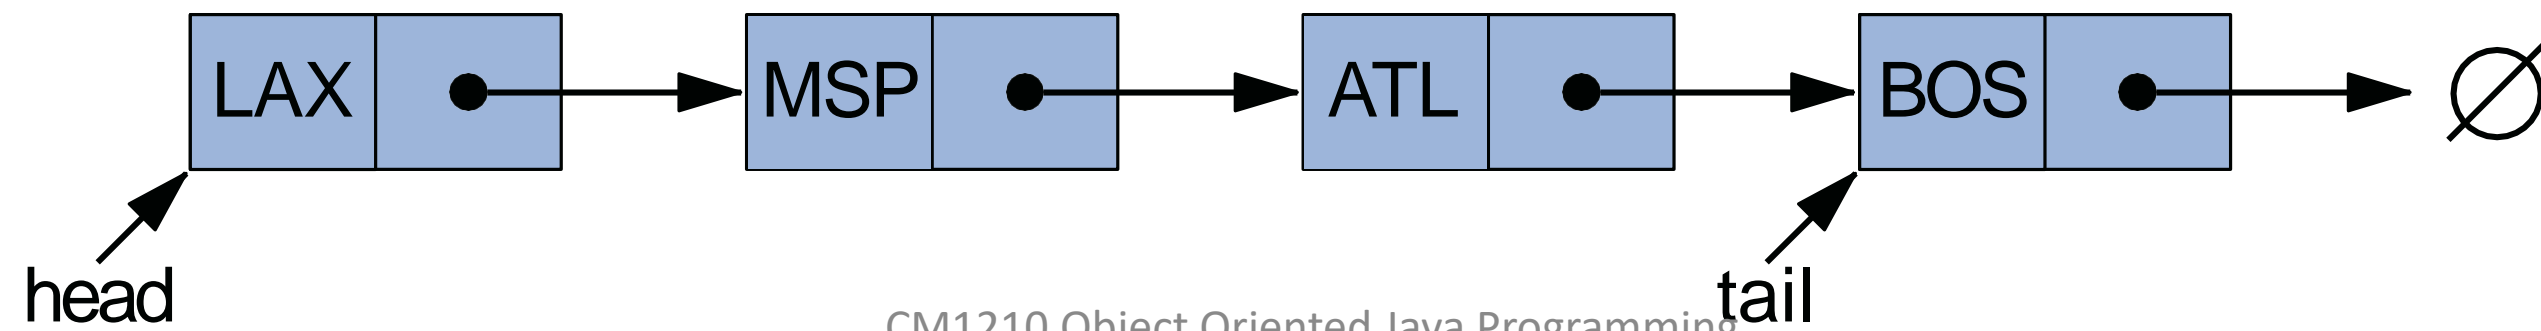 LAX MSP ATL BOS ∅
head tail
CM1210 Object Oriented Java Programming